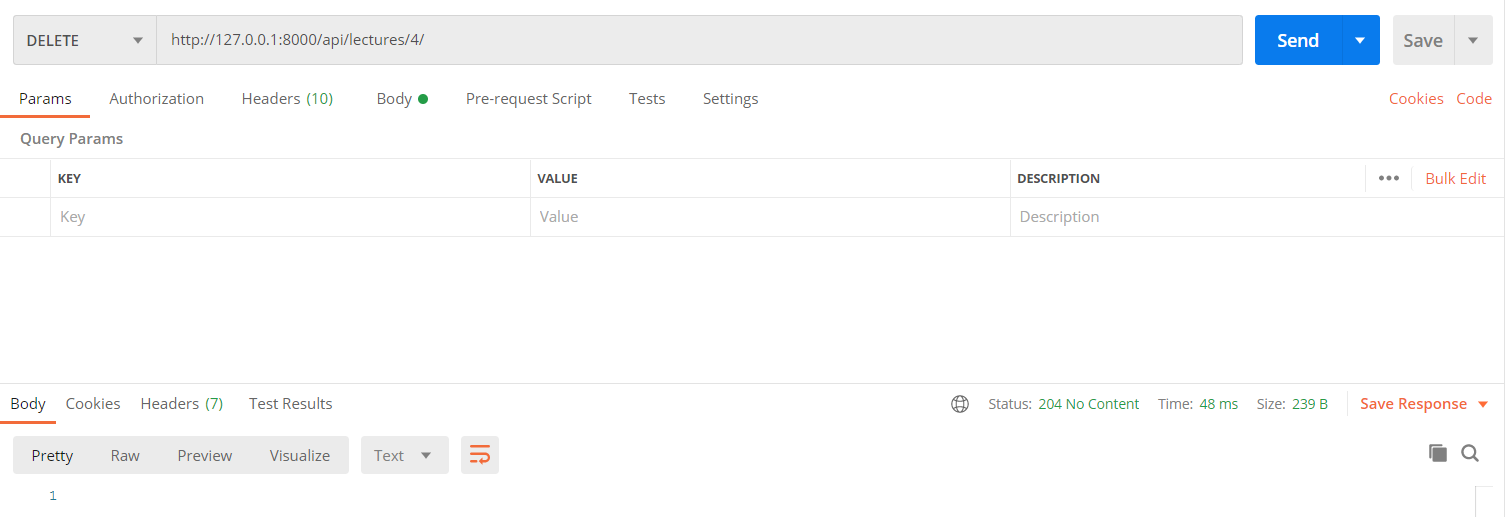 DELETE http://127.0.0.1:8000/api/lectures/4/ Send Save
Params Authorization Headers (10) Body Pre-request Script Tests Settings Cookies Code
Query Params
KEY VALUE DESCRIPTION ••• Bulk Edit
Key Value Description
Body Cookies Headers (7) Test Results Status: 204 No Content Time: 48 ms Size: 239 B Save Response
Pretty Raw Preview Visualize Text
1